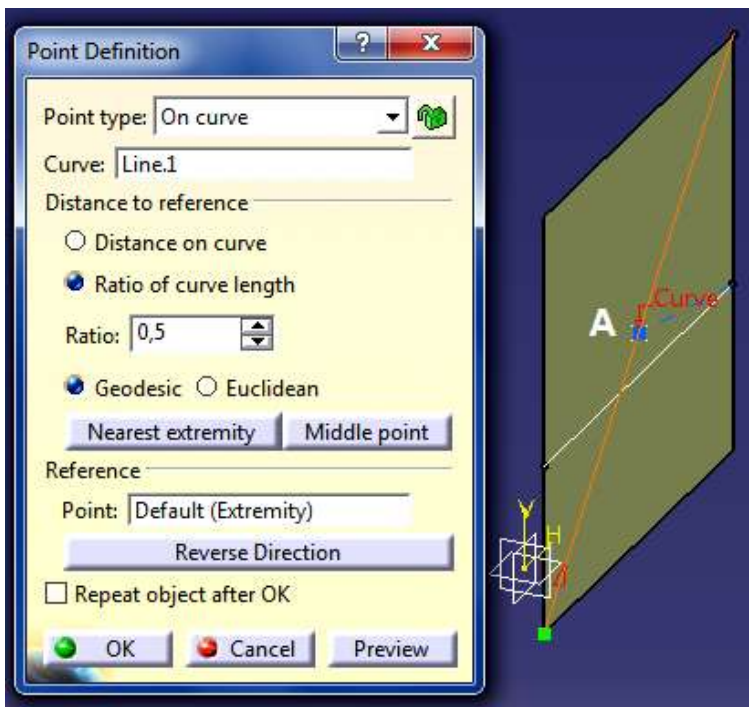 Point Definition
?
X
Point type: On curve
Curve: Line.1
Distance to reference
Distance on curve
Ratio of curve length
Ratio: 0,5
Geodesic Euclidean
Nearest extremity Middle point
Reference
Point: Default (Extremity)
Reverse Direction
Repeat object after OK
OK Cancel Preview
Curve
A
V
H